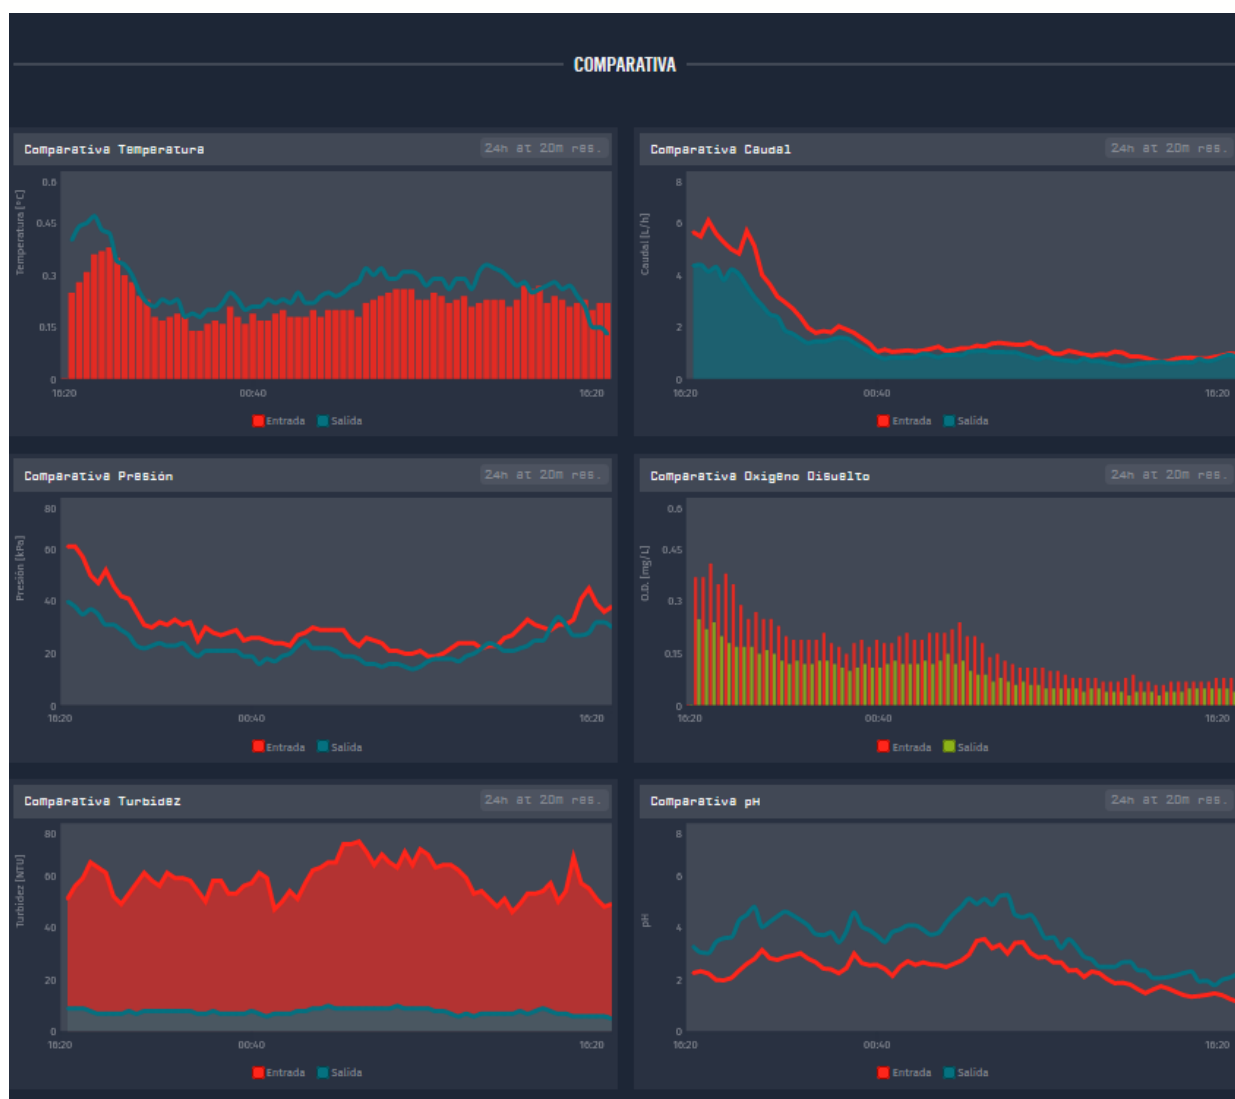 COMPARATIVA
Comparativa Temperatura
24h at 20m res.
Temperatura [°C]
0.6
0.45
0.3
0.15
0
16:20
00:40
16:20
Entrada
Salida
Comparativa Caudal
24h at 20m res.
Caudal [L/h]
8
6
4
2
0
16:20
00:40
16:20
Entrada
Salida
Comparativa Presión
24h at 20m res.
Presión [kPa]
80
60
40
20
0
16:20
00:40
16:20
Entrada
Salida
Comparativa Oxigeno Disuelto
24h at 20m res.
O.D. [mg/L]
0.6
0.45
0.3
0.15
0
16:20
00:40
16:20
Entrada
Salida
Comparativa Turbidez
24h at 20m res.
Turbidez [NTU]
80
60
40
20
0
16:20
00:40
16:20
Entrada
Salida
Comparativa pH
24h at 20m res.
pH
8
6
4
2
0
16:20
00:40
16:20
Entrada
Salida